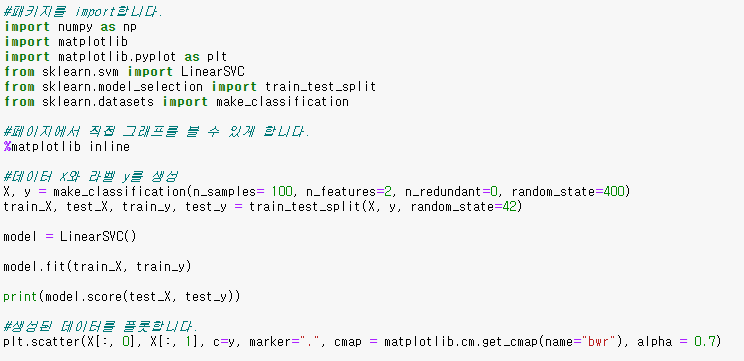 #패키지를 import합니다.
import numpy as np
import matplotlib
import matplotlib.pyplot as plt
from sklearn.svm import LinearSVC
from sklearn.model_selection import train_test_split
from sklearn.datasets import make_classification
#페이지에서 직접 그래프를 볼 수 있게 합니다.
%matplotlib inline
#데이터 X와 라벨 y를 생성
X, y = make_classification(n_samples= 100, n_features=2, n_redundant=0, random_state=400)
train_X, test_X, train_y, test_y = train_test_split(X, y, random_state=42)
model = LinearSVC()
model.fit(train_X, train_y)
print(model.score(test_X, test_y))
#생성된 데이터를 플롯합니다.
plt.scatter(X[:, 0], X[:, 1], c=y, marker=".", cmap = matplotlib.cm.get_cmap(name="bwr"), alpha = 0.7)